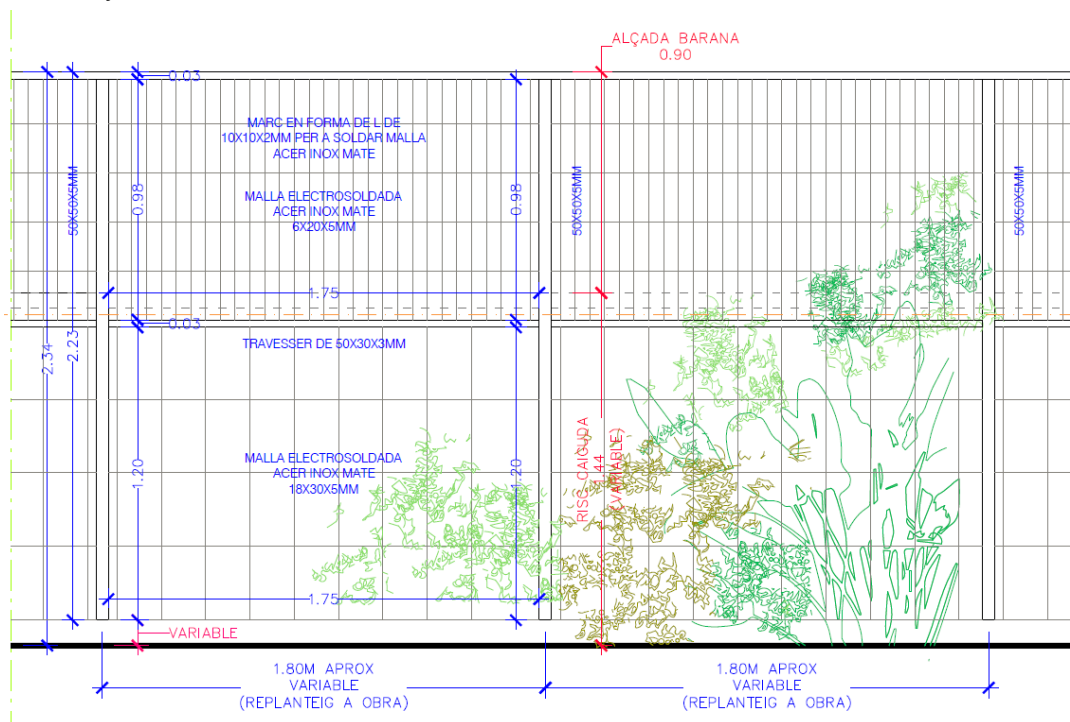 ALÇADA BARANA
0.90
0.03
MARC EN FORMA DE L DE
10X10X2MM PER A SOLDAR MALLA
ACER INOX MATE
50X50X5MM
0.98
MALLA ELECTROSOLDADA
ACER INOX MATE
6X20X5MM
0.98
50X50X5MM
50X50X5MM
1.75
0.03
TRAVESSER DE 50X30X3MM
2.34
2.23
MALLA ELECTROSOLDADA
ACER INOX MATE
18X30X5MM
1.20
1.20
RISC CAIGUDA
1.44
(VARIABLE)
1.75
VARIABLE
1.80M APROX
VARIABLE
(REPLANTEIG A OBRA)
1.80M APROX
VARIABLE
(REPLANTEIG A OBRA)